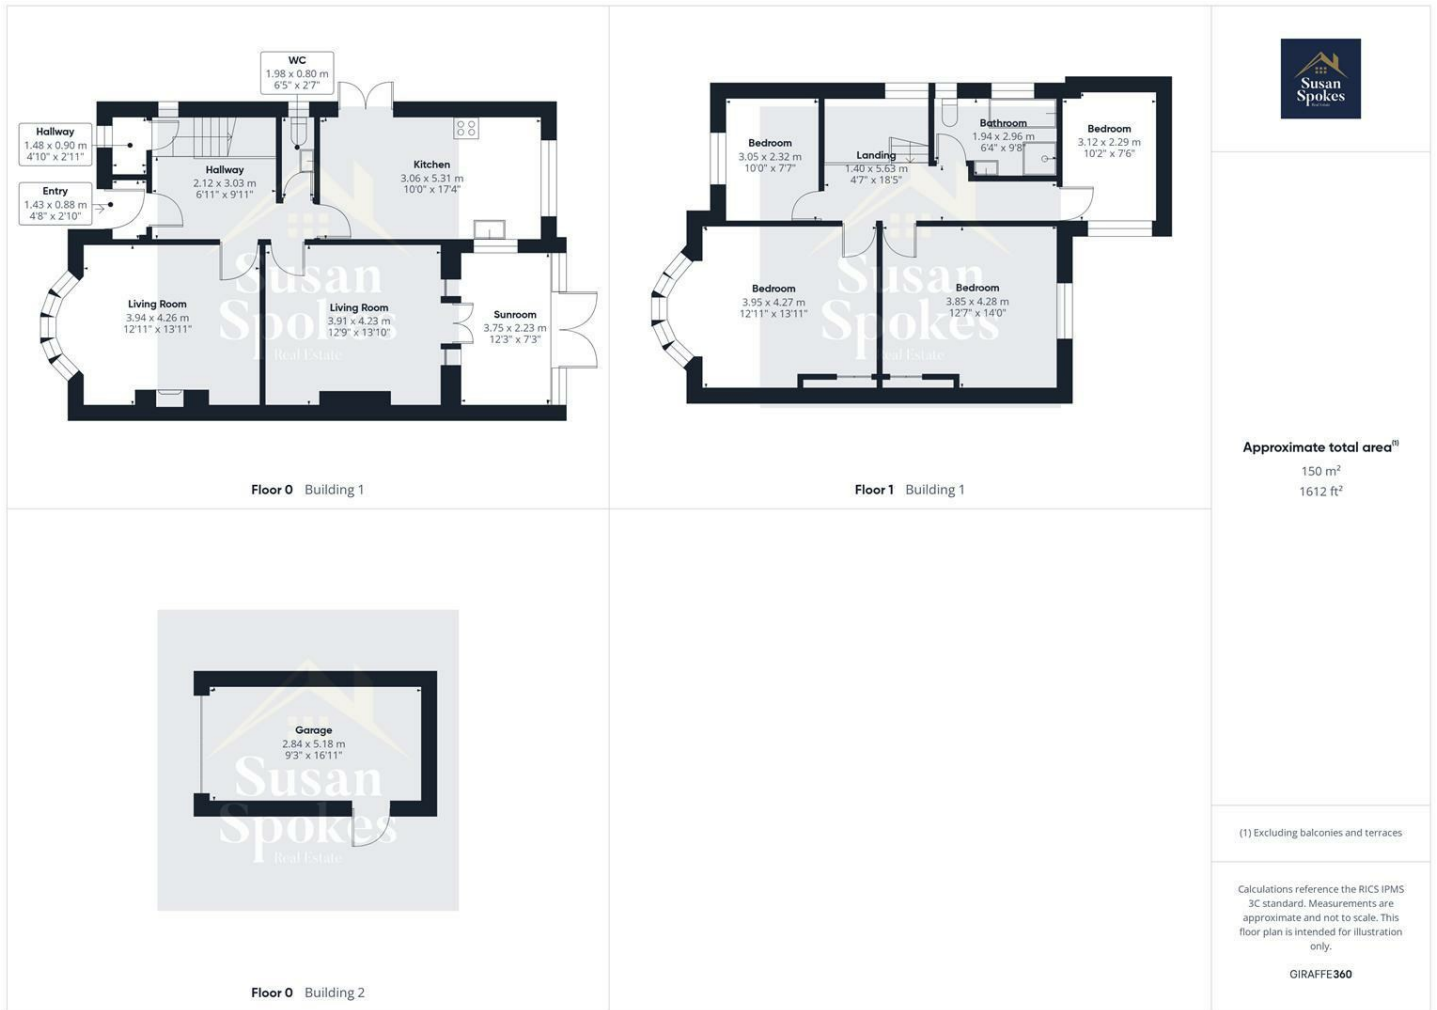 WC
1.98 x 0.80 m
6'5" x 2'7"
Hallway
1.48 x 0.90 m
4'10" x 2'11"
Entry
1.43 x 0.88 m
4'8" x 2'10"
Hallway
2.12 x 3.03 m
6'11" x 9'11"
Kitchen
3.06 x 5.31 m
10'0" x 17'4"
Living Room
3.94 x 4.26 m
12'11" x 13'11"
Living Room
3.91 x 4.23 m
12'9" x 13'10"
Sunroom
3.75 x 2.23 m
12'3" x 7'3"
Susan
Spokes
Real Estate
Floor 0 Building 1
Bedroom
3.05 x 2.32 m
10'0" x 7'7"
Landing
1.40 x 5.63 m
4'7" x 18'5"
Bathroom
1.94 x 2.96 m
6'4" x 9'8"
Bedroom
3.12 x 2.29 m
10'2" x 7'6"
Bedroom
3.95 x 4.27 m
12'11" x 13'11"
Bedroom
3.85 x 4.28 m
12'7" x 14'0"
Susan
Spokes
Real Estate
Floor 1 Building 1
Garage
2.84 x 5.18 m
9'3" x 16'11"
Susan
Spokes
Real Estate
Floor 0 Building 2
Susan
Spokes
Real Estate
Approximate total area(1)
150 m²
1612 ft²
(1) Excluding balconies and terraces
Calculations reference the RICS IPMS
3C standard. Measurements are
approximate and not to scale. This
floor plan is intended for illustration
only.
GIRAFFE360